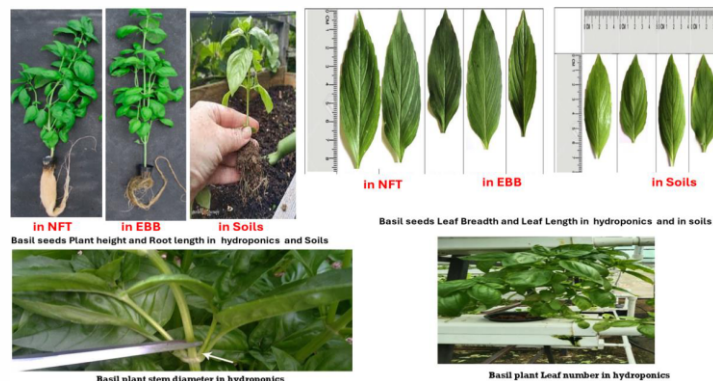 in NFT
in EBB
in Soils
Basil seeds Plant height and Root length in hydroponics and Soils
in NFT
in EBB
in Soils
Basil seeds Leaf Breadth and Leaf Length in hydroponics and in soils
Basil plant stem diameter in hydroponics
Basil plant Leaf number in hydroponics